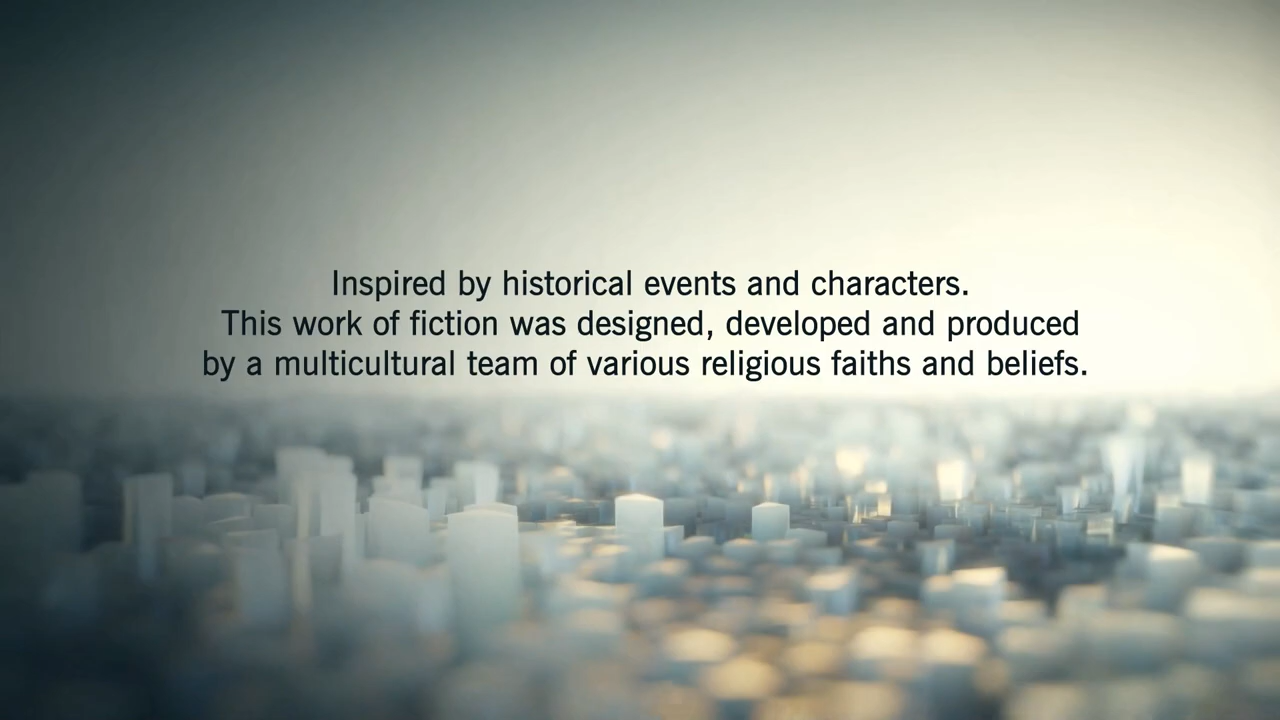 Inspired by historical events and characters.
This work of fiction was designed, developed and produced
by a multicultural team of various religious faiths and beliefs.